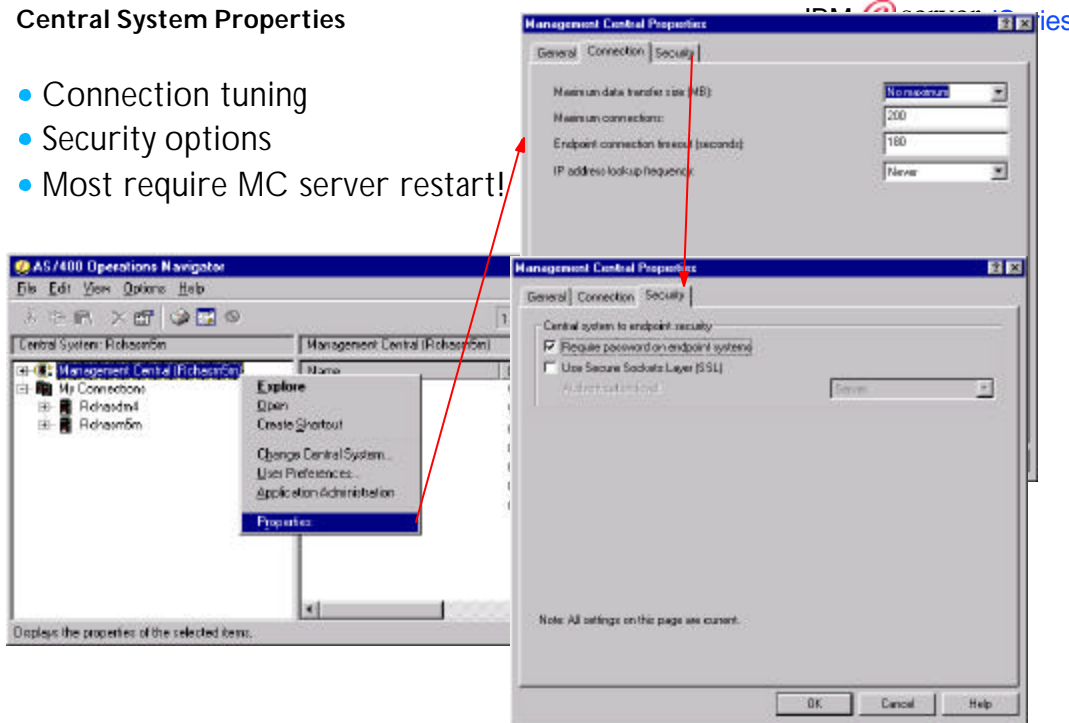 Central System Properties
IBM @server iSeries
• Connection tuning
• Security options
• Most require MC server restart!
Management Central Properties
General Connection Security
Maximum data transfer size (MB): No maximum
Maximum connections: 200
Endpoint connection timeout (seconds): 180
IP address lookup frequency: Never
AS/400 Operations Navigator
File Edit View Options Help
Central System: Rchasm5m
Management Central (Rchasm5m)
Management Central (Rchasm5m)
Name
My Connections
Rchasdm4
Rchasm5m
Explore
Open
Create Shortcut
Change Central System...
User Preferences...
Application Administration
Properties
Displays the properties of the selected items.
Management Central Properties
General Connection Security
Central system to endpoint security
Require password on endpoint systems
Use Secure Sockets Layer (SSL)
Authentication level: Server
Note: All settings on this page are current.
OK Cancel Help